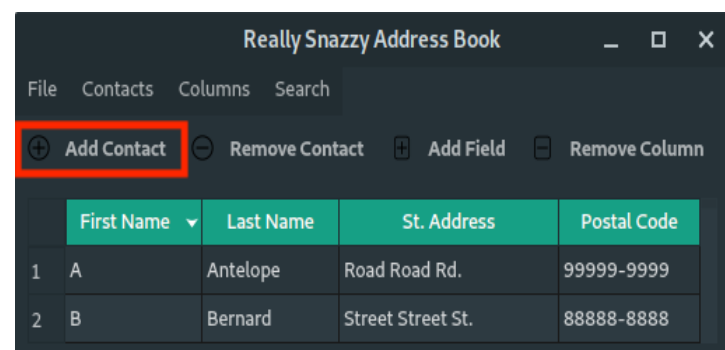 Really Snazzy Address Book
File Contacts Columns Search
Add Contact Remove Contact Add Field Remove Column
First Name Last Name St. Address Postal Code
1 A Antelope Road Road Rd. 99999-9999
2 B Bernard Street Street St. 88888-8888